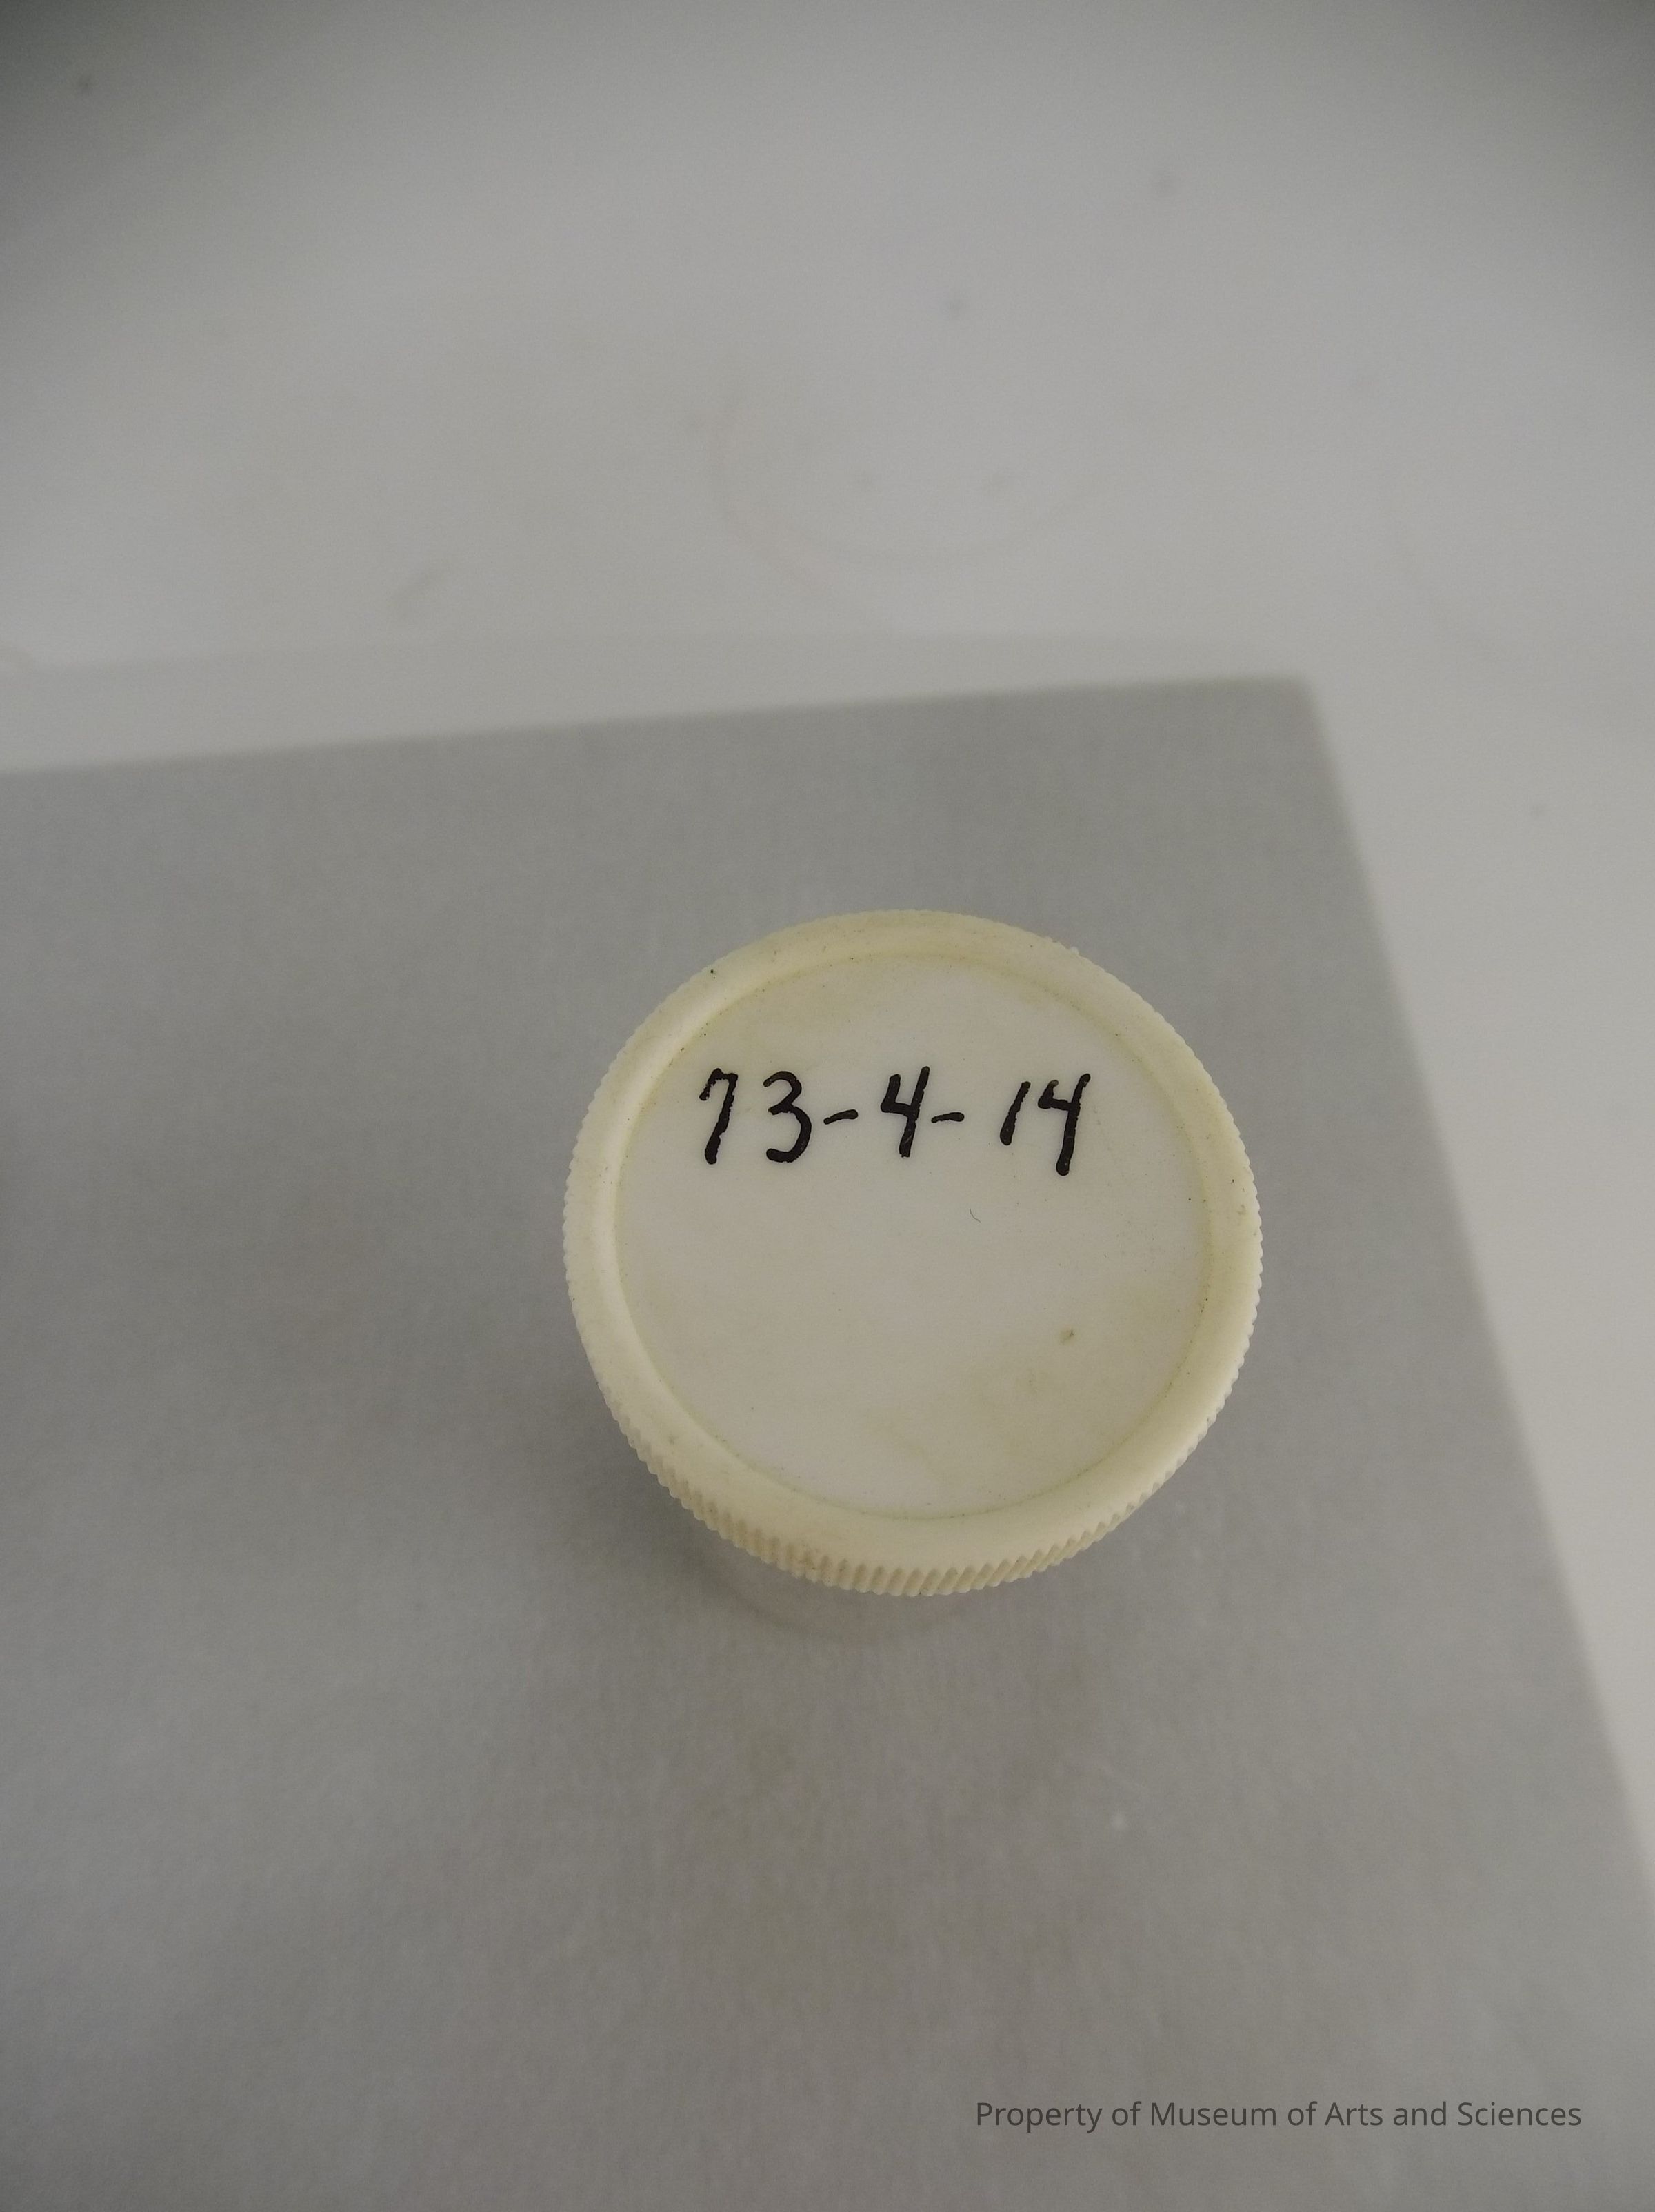 73-4-14
Property of Museum of Arts and Sciences